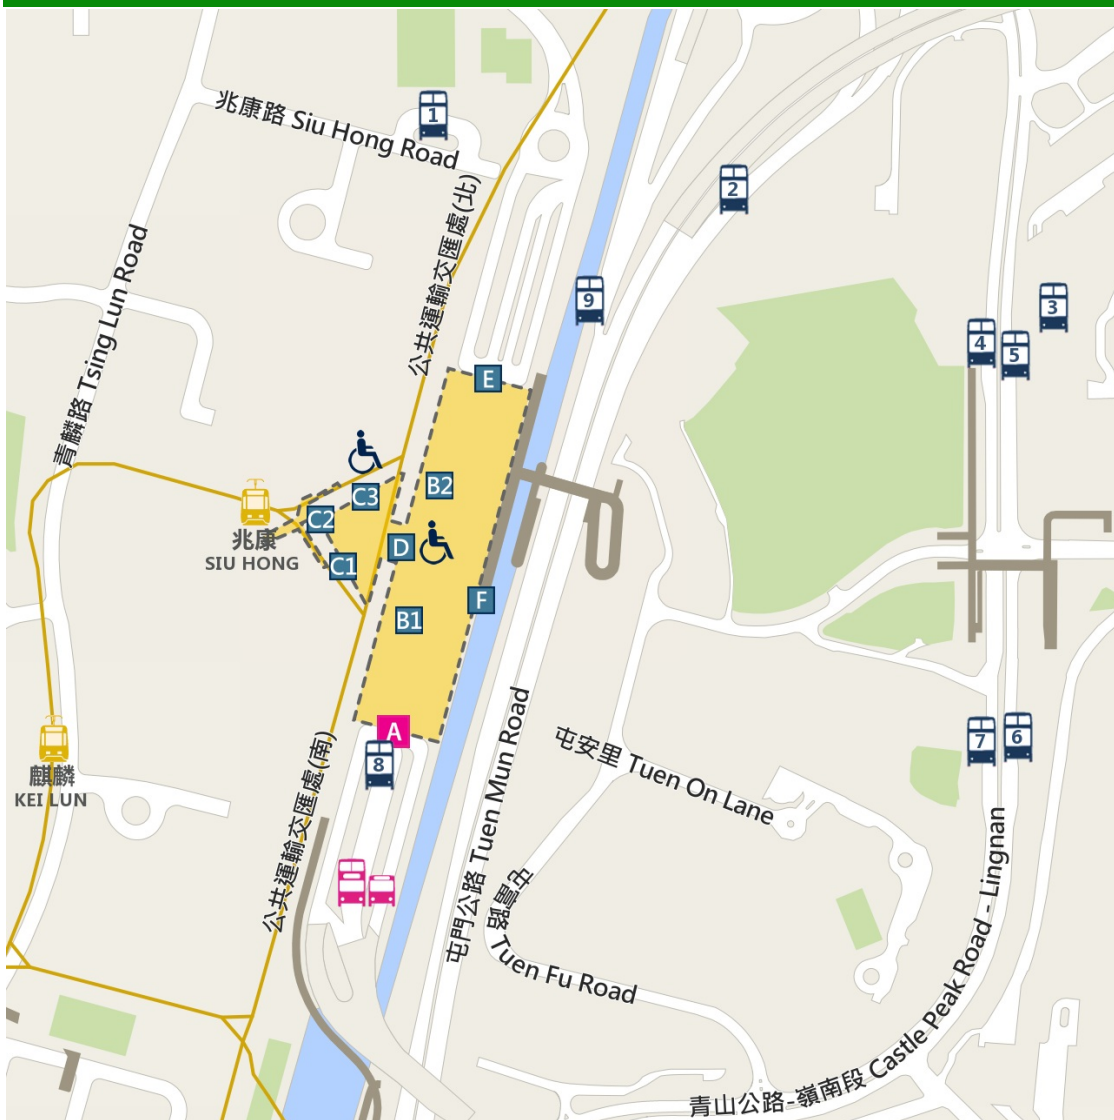 兆康路 Siu Hong Road
1
2
公共運輸交匯處(北)
青麟路 Tsing Lun Road
9
3
4
5
E
B2
C3
C2
兆康
SIU HONG
D
C1
F
B1
A
8
7
6
麒麟
KEI LUN
公共運輸交匯處(南)
屯門公路 Tuen Mun Road
屯安里 Tuen On Lane
屯富路 Tuen Fu Road
青山公路-嶺南段 Castle Peak Road - Lingnan